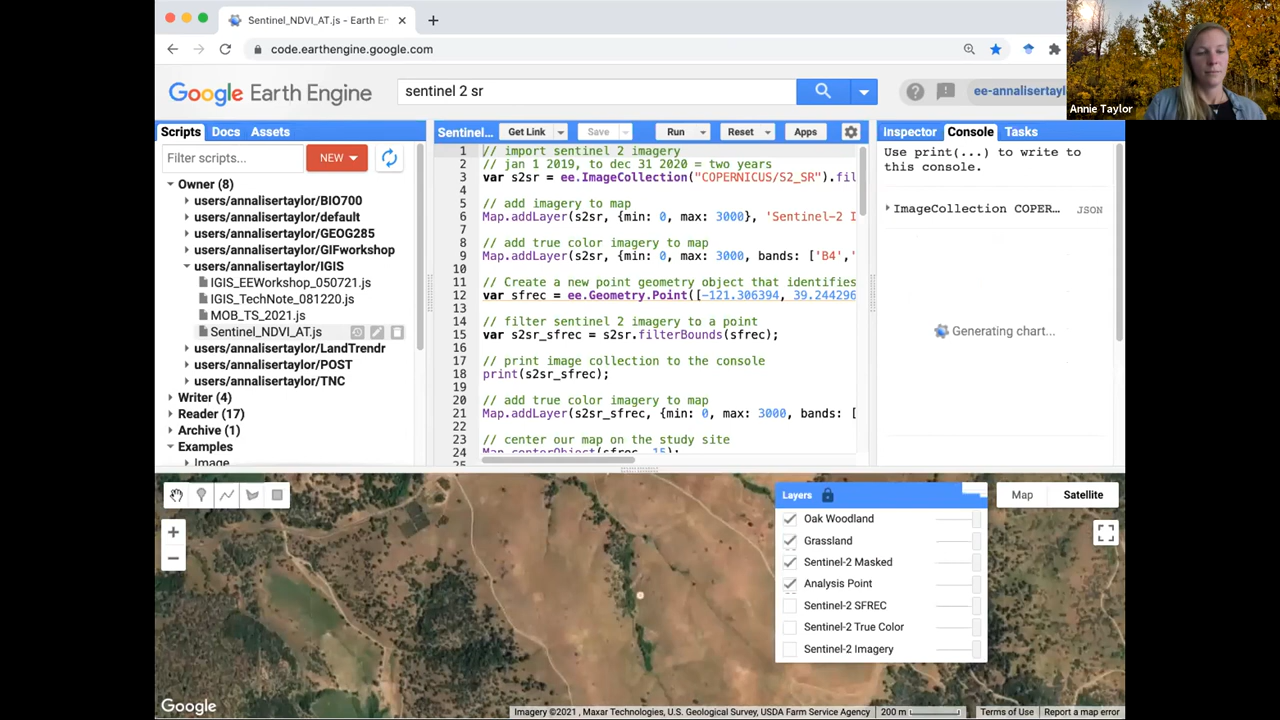 Sentinel_NDVI_AT.js - Earth En
code.earthengine.google.com
Google Earth Engine
sentinel 2 sr
ee-annalisertayl
Annie Taylor
Scripts Docs Assets
Filter scripts...
NEW
Owner (8)
users/annalisertaylor/BIO700
users/annalisertaylor/default
users/annalisertaylor/GEOG285
users/annalisertaylor/GIFworkshop
users/annalisertaylor/IGIS
IGIS_EEWorkshop_050721.js
IGIS_TechNote_081220.js
MOB_TS_2021.js
Sentinel_NDVI_AT.js
users/annalisertaylor/LandTrendr
users/annalisertaylor/POST
users/annalisertaylor/TNC
Writer (4)
Reader (17)
Archive (1)
Examples
Image
Sentinel... Get Link Save Run Reset Apps
1 // import sentinel 2 imagery
2 // jan 1 2019, to dec 31 2020 = two years
3 var s2sr = ee.ImageCollection("COPERNICUS/S2_SR").fil
4
5 // add imagery to map
6 Map.addLayer(s2sr, {min: 0, max: 3000}, 'Sentinel-2 I
7
8 // add true color imagery to map
9 Map.addLayer(s2sr, {min: 0, max: 3000, bands: ['B4','
10
11 // Create a new point geometry object that identifies
12 var sfrec = ee.Geometry.Point([-121.306394, 39.244296
13
14 // filter sentinel 2 imagery to a point
15 var s2sr_sfrec = s2sr.filterBounds(sfrec);
16
17 // print image collection to the console
18 print(s2sr_sfrec);
19
20 // add true color imagery to map
21 Map.addLayer(s2sr_sfrec, {min: 0, max: 3000, bands: [
22
23 // center our map on the study site
24 Map.centerObject(sfrec, 15);
25
Inspector Console Tasks
Use print(...) to write to
this console.
ImageCollection COPER... JSON
Generating chart...
Layers
Oak Woodland
Grassland
Sentinel-2 Masked
Analysis Point
Sentinel-2 SFREC
Sentinel-2 True Color
Sentinel-2 Imagery
Map Satellite
Google
Imagery ©2021 , Maxar Technologies, U.S. Geological Survey, USDA Farm Service Agency 200 m Terms of Use Report a map error